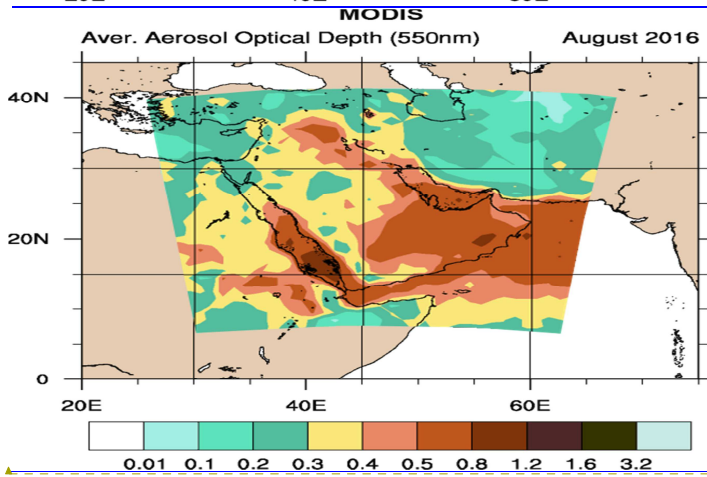 MODIS
Aver. Aerosol Optical Depth (550nm) August 2016
40N
20N
0
20E 40E 60E
0.01 0.1 0.2 0.3 0.4 0.5 0.8 1.2 1.6 3.2